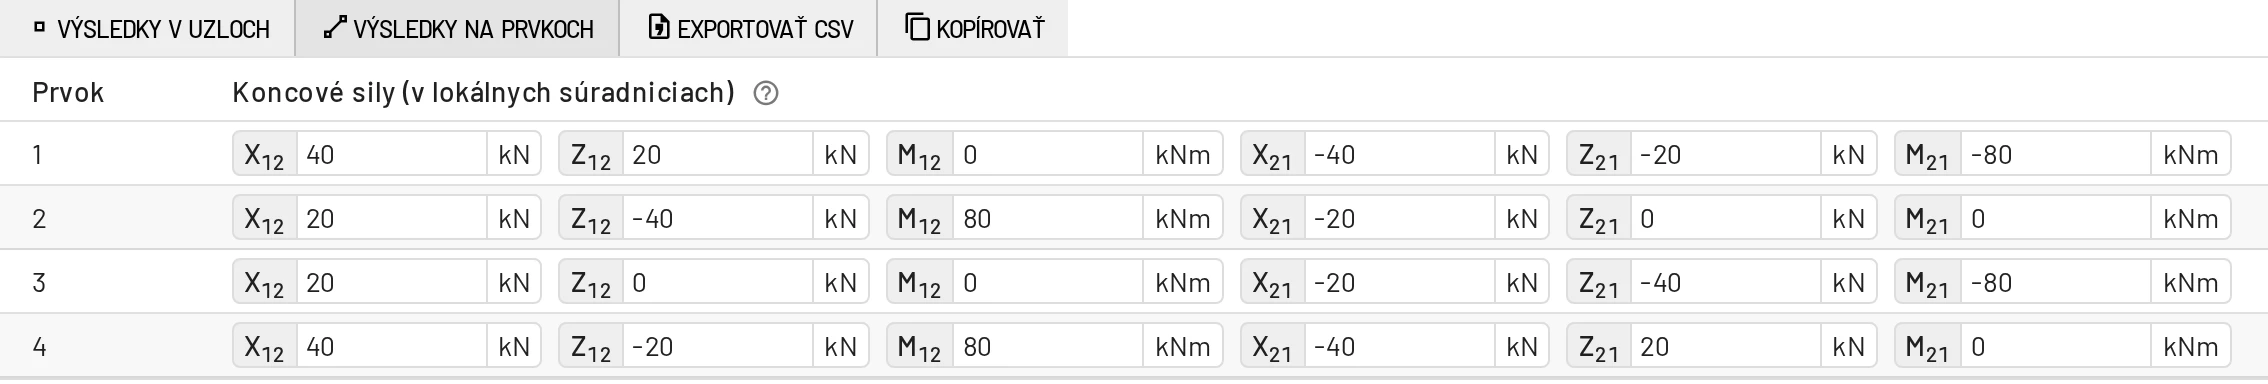 VÝSLEDKY V UZLOCH VÝSLEDKY NA PRVKOCH EXPORTOVAŤ CSV KOPÍROVAŤ
Prvok Koncové sily (v lokálnych súradniciach) ?
1 X12 40 kN Z12 20 kN M12 0 kNm X21 -40 kN Z21 -20 kN M21 -80 kNm
2 X12 20 kN Z12 -40 kN M12 80 kNm X21 -20 kN Z21 0 kN M21 0 kNm
3 X12 20 kN Z12 0 kN M12 0 kNm X21 -20 kN Z21 -40 kN M21 -80 kNm
4 X12 40 kN Z12 -20 kN M12 80 kNm X21 -40 kN Z21 20 kN M21 0 kNm